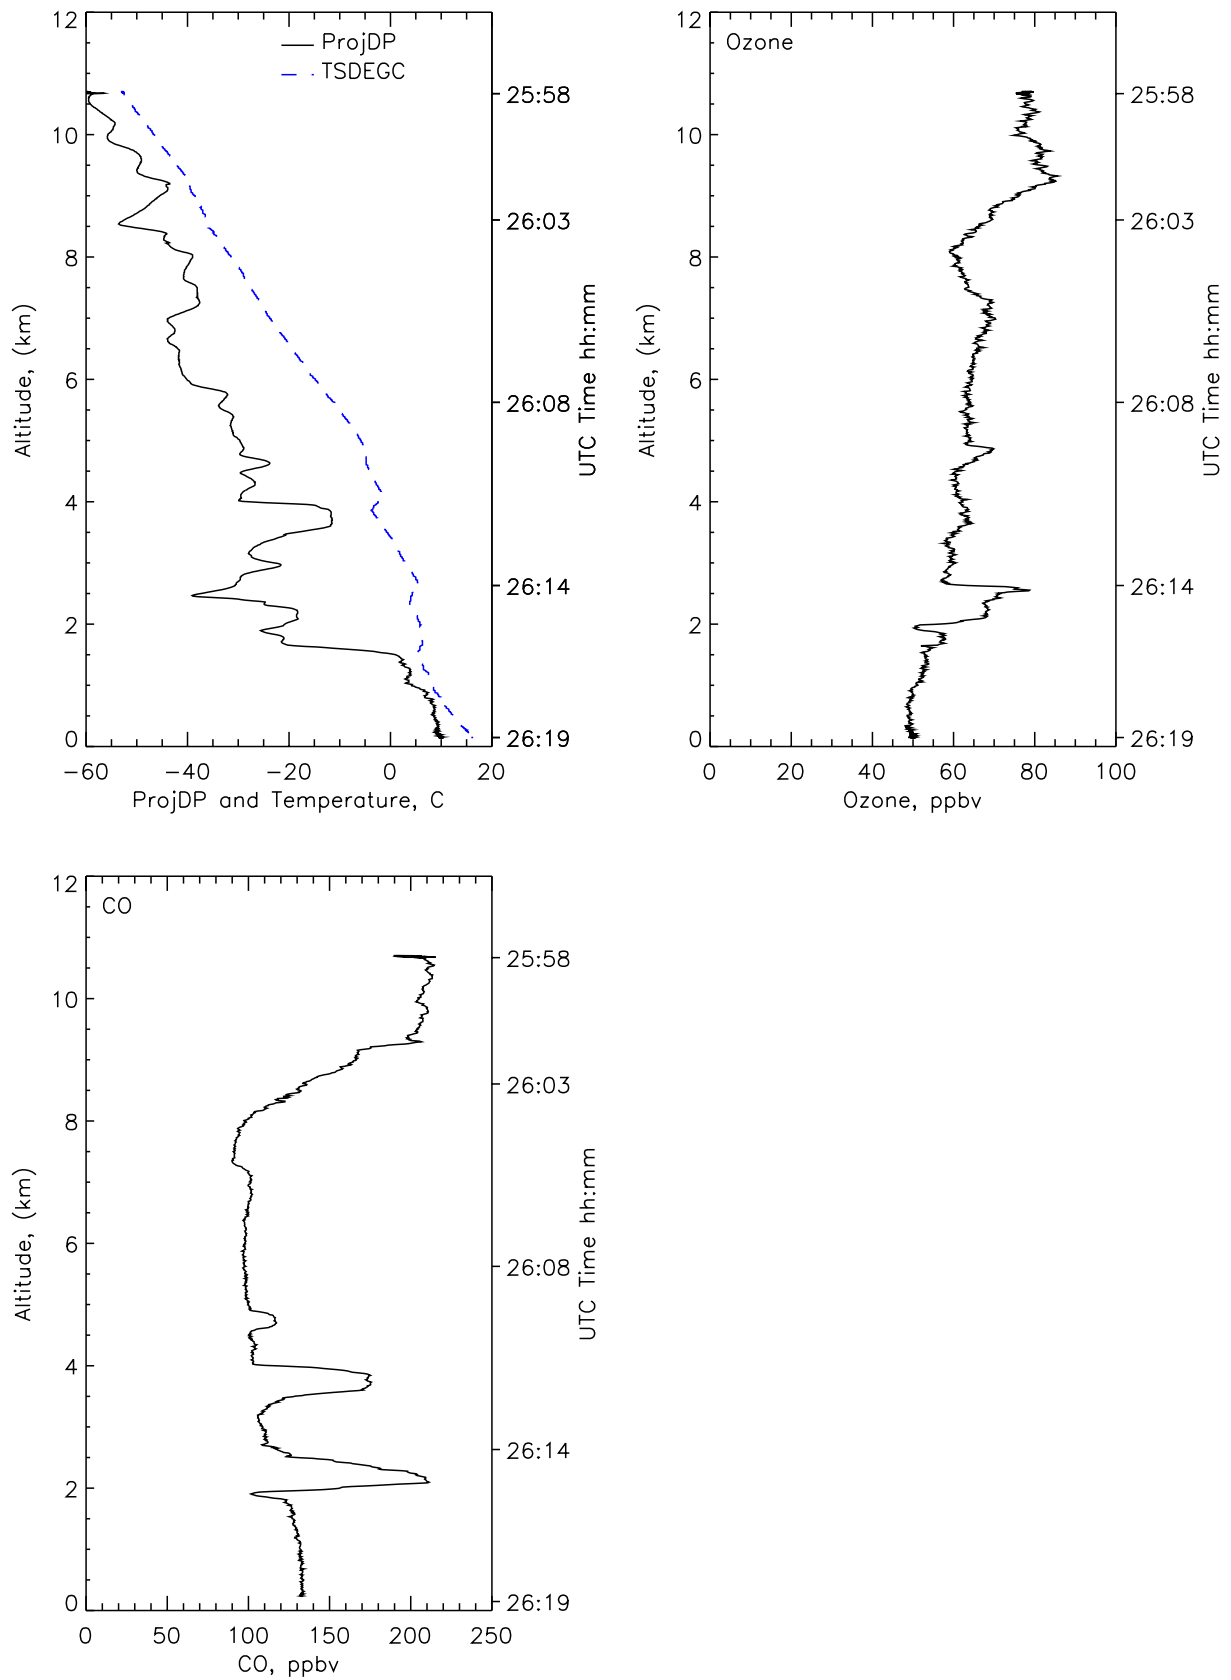 ProjDP
TSDEGC
12
10
8
6
4
2
0
-60 -40 -20 0 20
ProjDP and Temperature, C
Altitude, (km)
25:58
26:03
26:08
26:14
26:19
UTC Time hh:mm
Ozone
12
10
8
6
4
2
0
0 20 40 60 80 100
Ozone, ppbv
Altitude, (km)
25:58
26:03
26:08
26:14
26:19
UTC Time hh:mm
CO
12
10
8
6
4
2
0
0 50 100 150 200 250
CO, ppbv
Altitude, (km)
25:58
26:03
26:08
26:14
26:19
UTC Time hh:mm